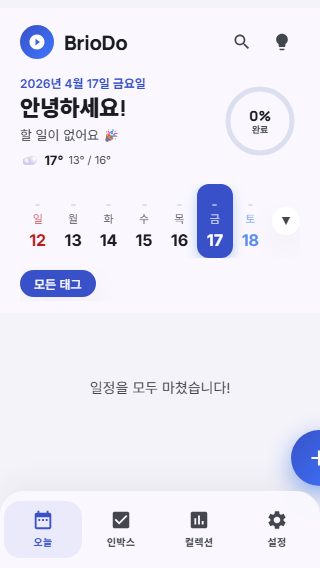 BrioDo
2026년 4월 17일 금요일
안녕하세요!
할 일이 없어요 🎉
17° 13° / 16°
0%
완료
– – – – – – –
일 월 화 수 목 금 토
12 13 14 15 16 17 18
▼
모든 태그
일정을 모두 마쳤습니다!
+
오늘 인박스 컬렉션 설정